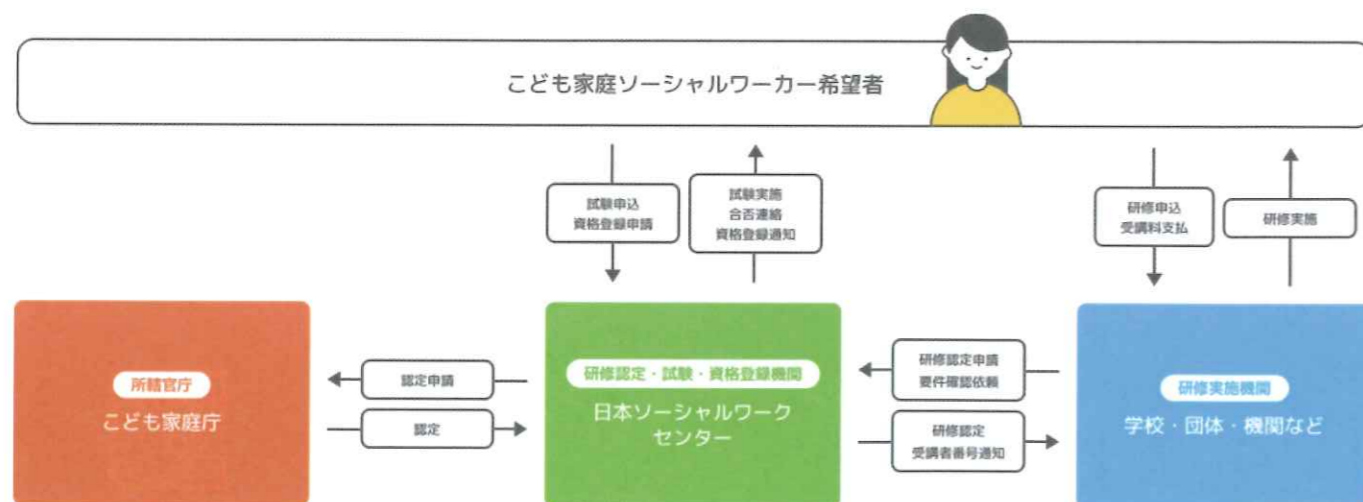 こども家庭ソーシャルワーカー希望者
試験申込
資格登録申請
試験実施
合否連絡
資格登録通知
研修申込
受講料支払
研修実施
所轄官庁
こども家庭庁
認定申請
認定
研修認定・試験・資格登録機関
日本ソーシャルワーク
センター
研修認定申請
要件確認依頼
研修認定
受講者番号通知
研修実施機関
学校・団体・機関など